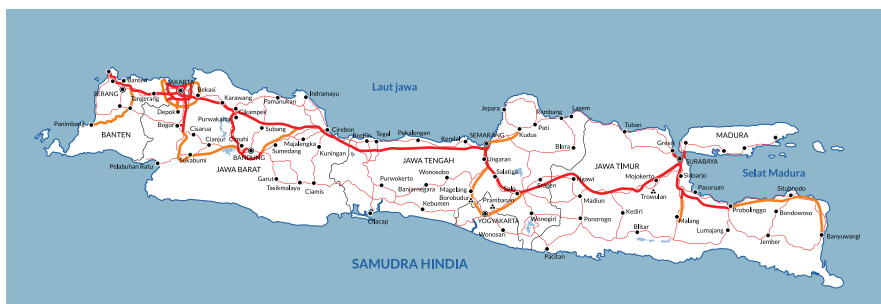 Laut jawa
Banten
SERANG
JAKARTA
Bekasi
Tangerang
Panimban?
BANTEN
Depok
Bogor
Karawang
Cikampek
Pamanukan
Indramayu
Purwakarta
Cisarua
Cianjur
Cimahi
Subang
Cirebon
Sukabumi
BANDUNG
Sumedang
Majalengka
Kuningan
Pelabuhan Ratu
JAWA BARAT
Garut
Tasikmalaya
Ciamis
Brebes
Tegal
Pekalongan
Kendal
SEMARANG
Jepara
Kudus
Pati
Rembang
Lasem
Blora
JAWA TENGAH
Ungaran
Salatiga
Purwokerto
Wonosobo
Banjarnegara
Magelang
Borobudur
Kebumen
Cilacap
Solo
Sragen
Prambanan
YOGYAKARTA
Wonosari
Wonogiri
Pacitan
Tuban
Gresik
MADURA
SURABAYA
Sidoarjo
Selat Madura
JAWA TIMUR
Ngawi
Mojokerto
Trowulan
Pasuruan
Madiun
Ponorogo
Kediri
Blitar
Malang
Lumajang
Probolinggo
Situbondo
Bondowoso
Jember
Banyuwangi
SAMUDRA HINDIA